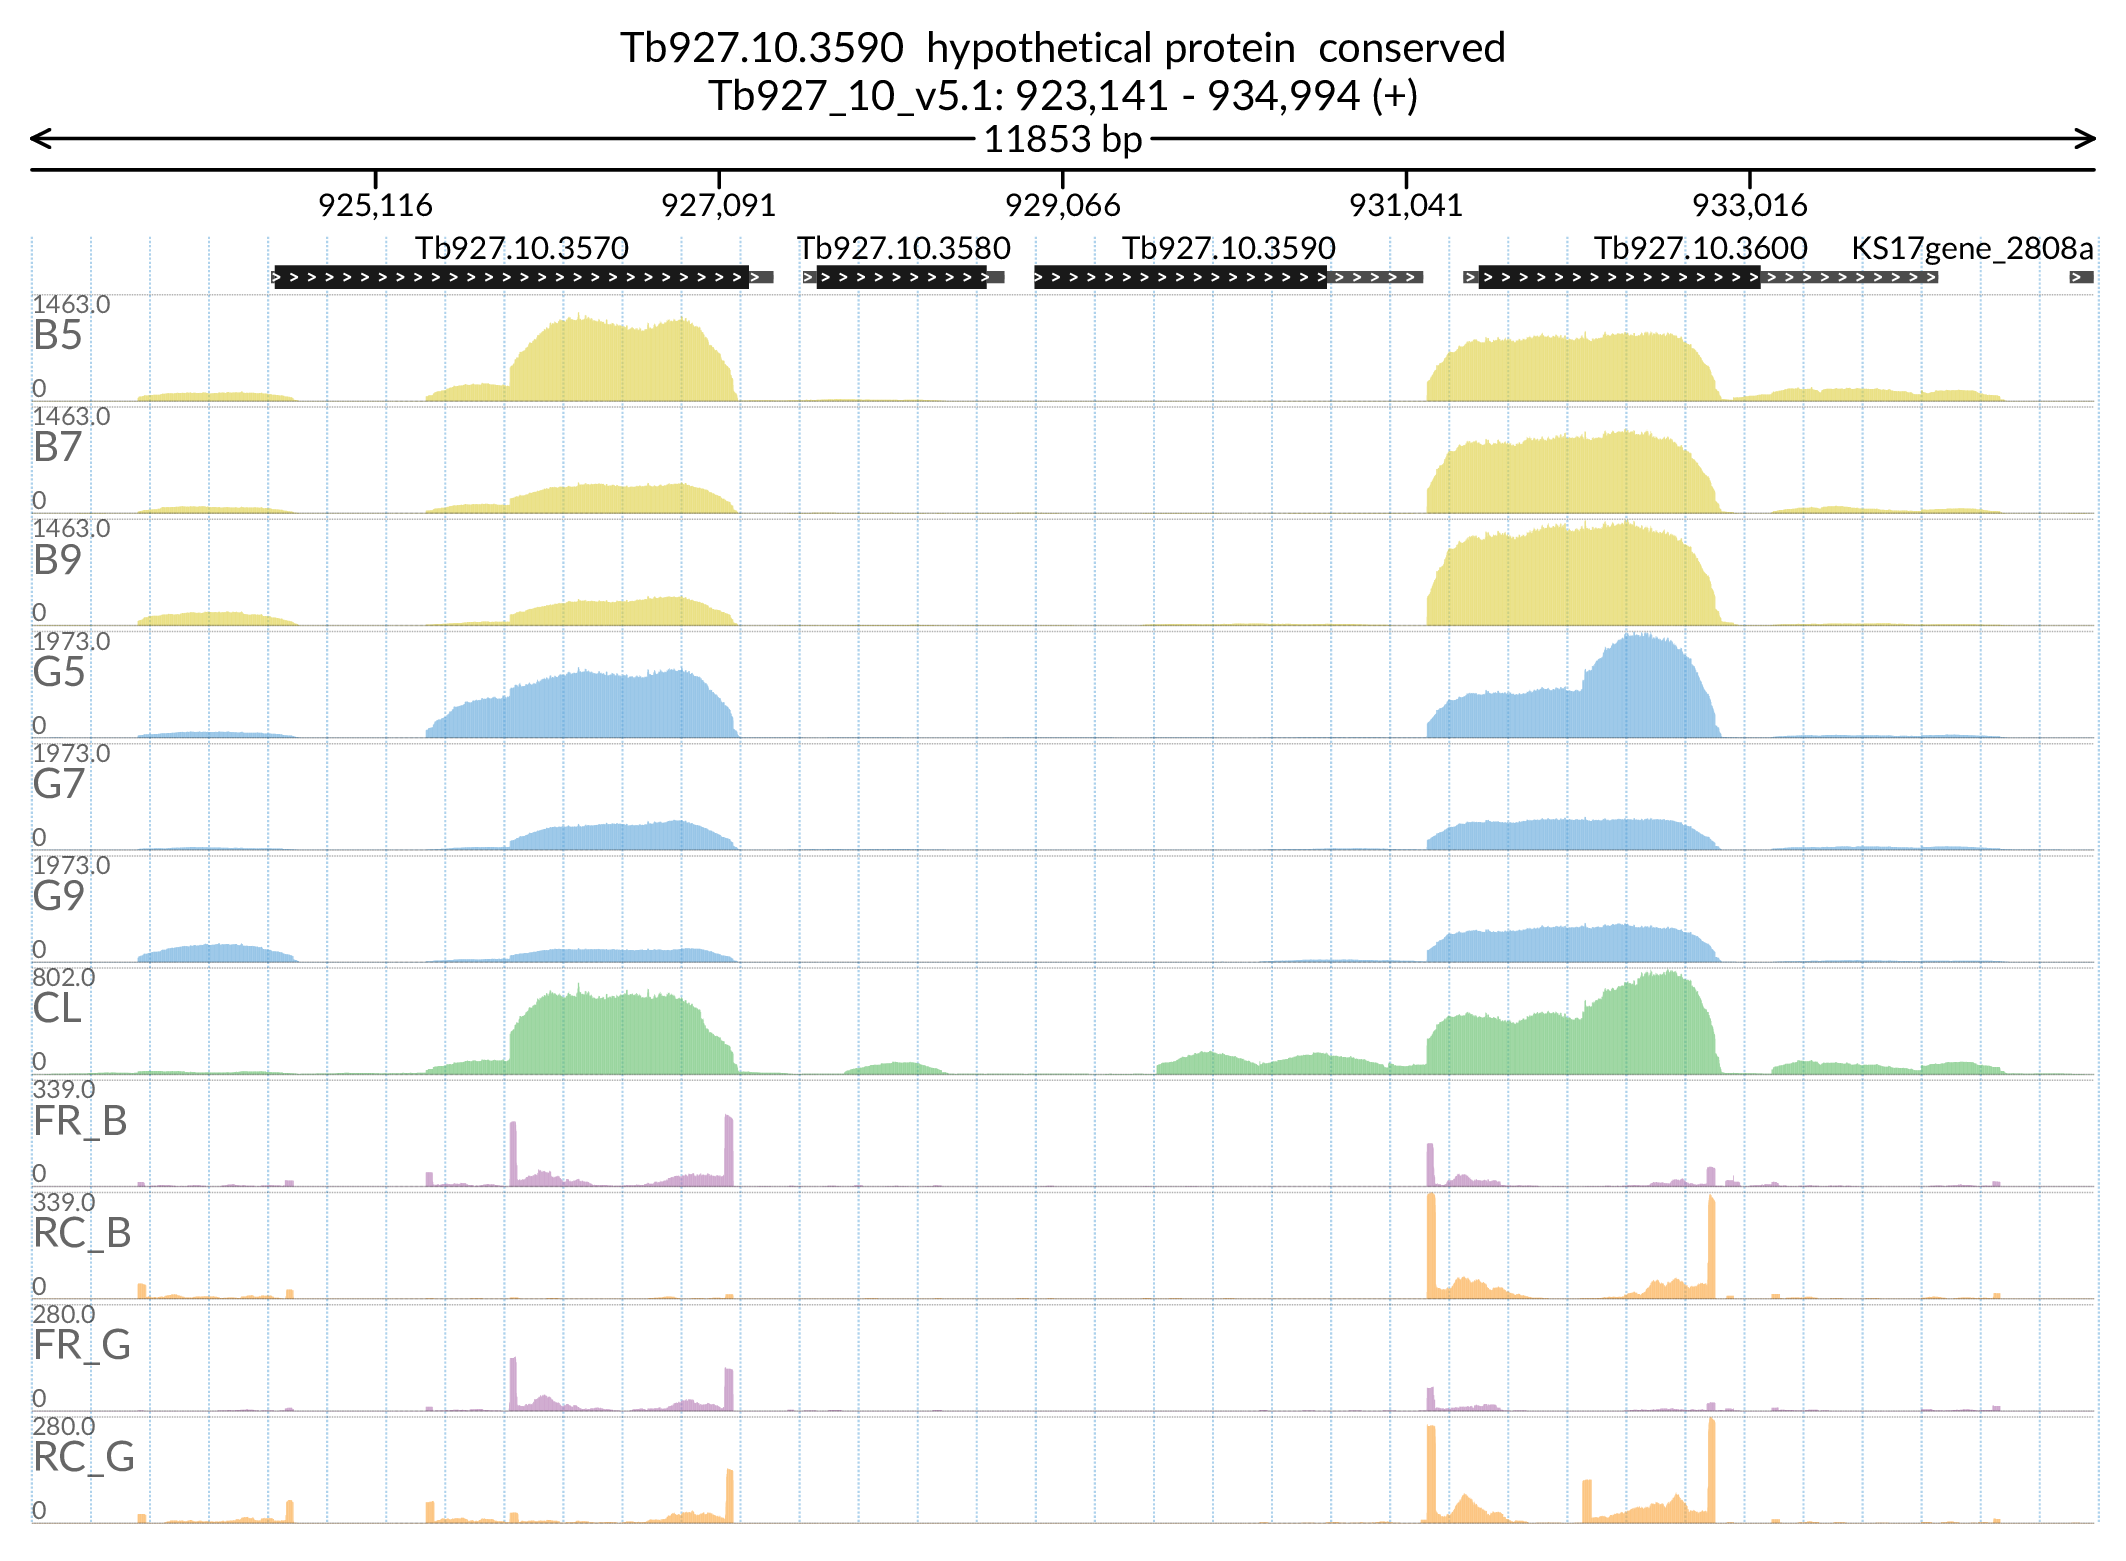 Tb927.10.3590 hypothetical protein conserved
Tb927_10_v5.1: 923,141 - 934,994 (+)
11853 bp
925,116 927,091 929,066 931,041 933,016
Tb927.10.3570 Tb927.10.3580 Tb927.10.3590 Tb927.10.3600 KS17gene_2808a
1463.0
B5
0
1463.0
B7
0
1463.0
B9
0
1973.0
G5
0
1973.0
G7
0
1973.0
G9
0
802.0
CL
0
339.0
FR_B
0
339.0
RC_B
0
280.0
FR_G
0
280.0
RC_G
0